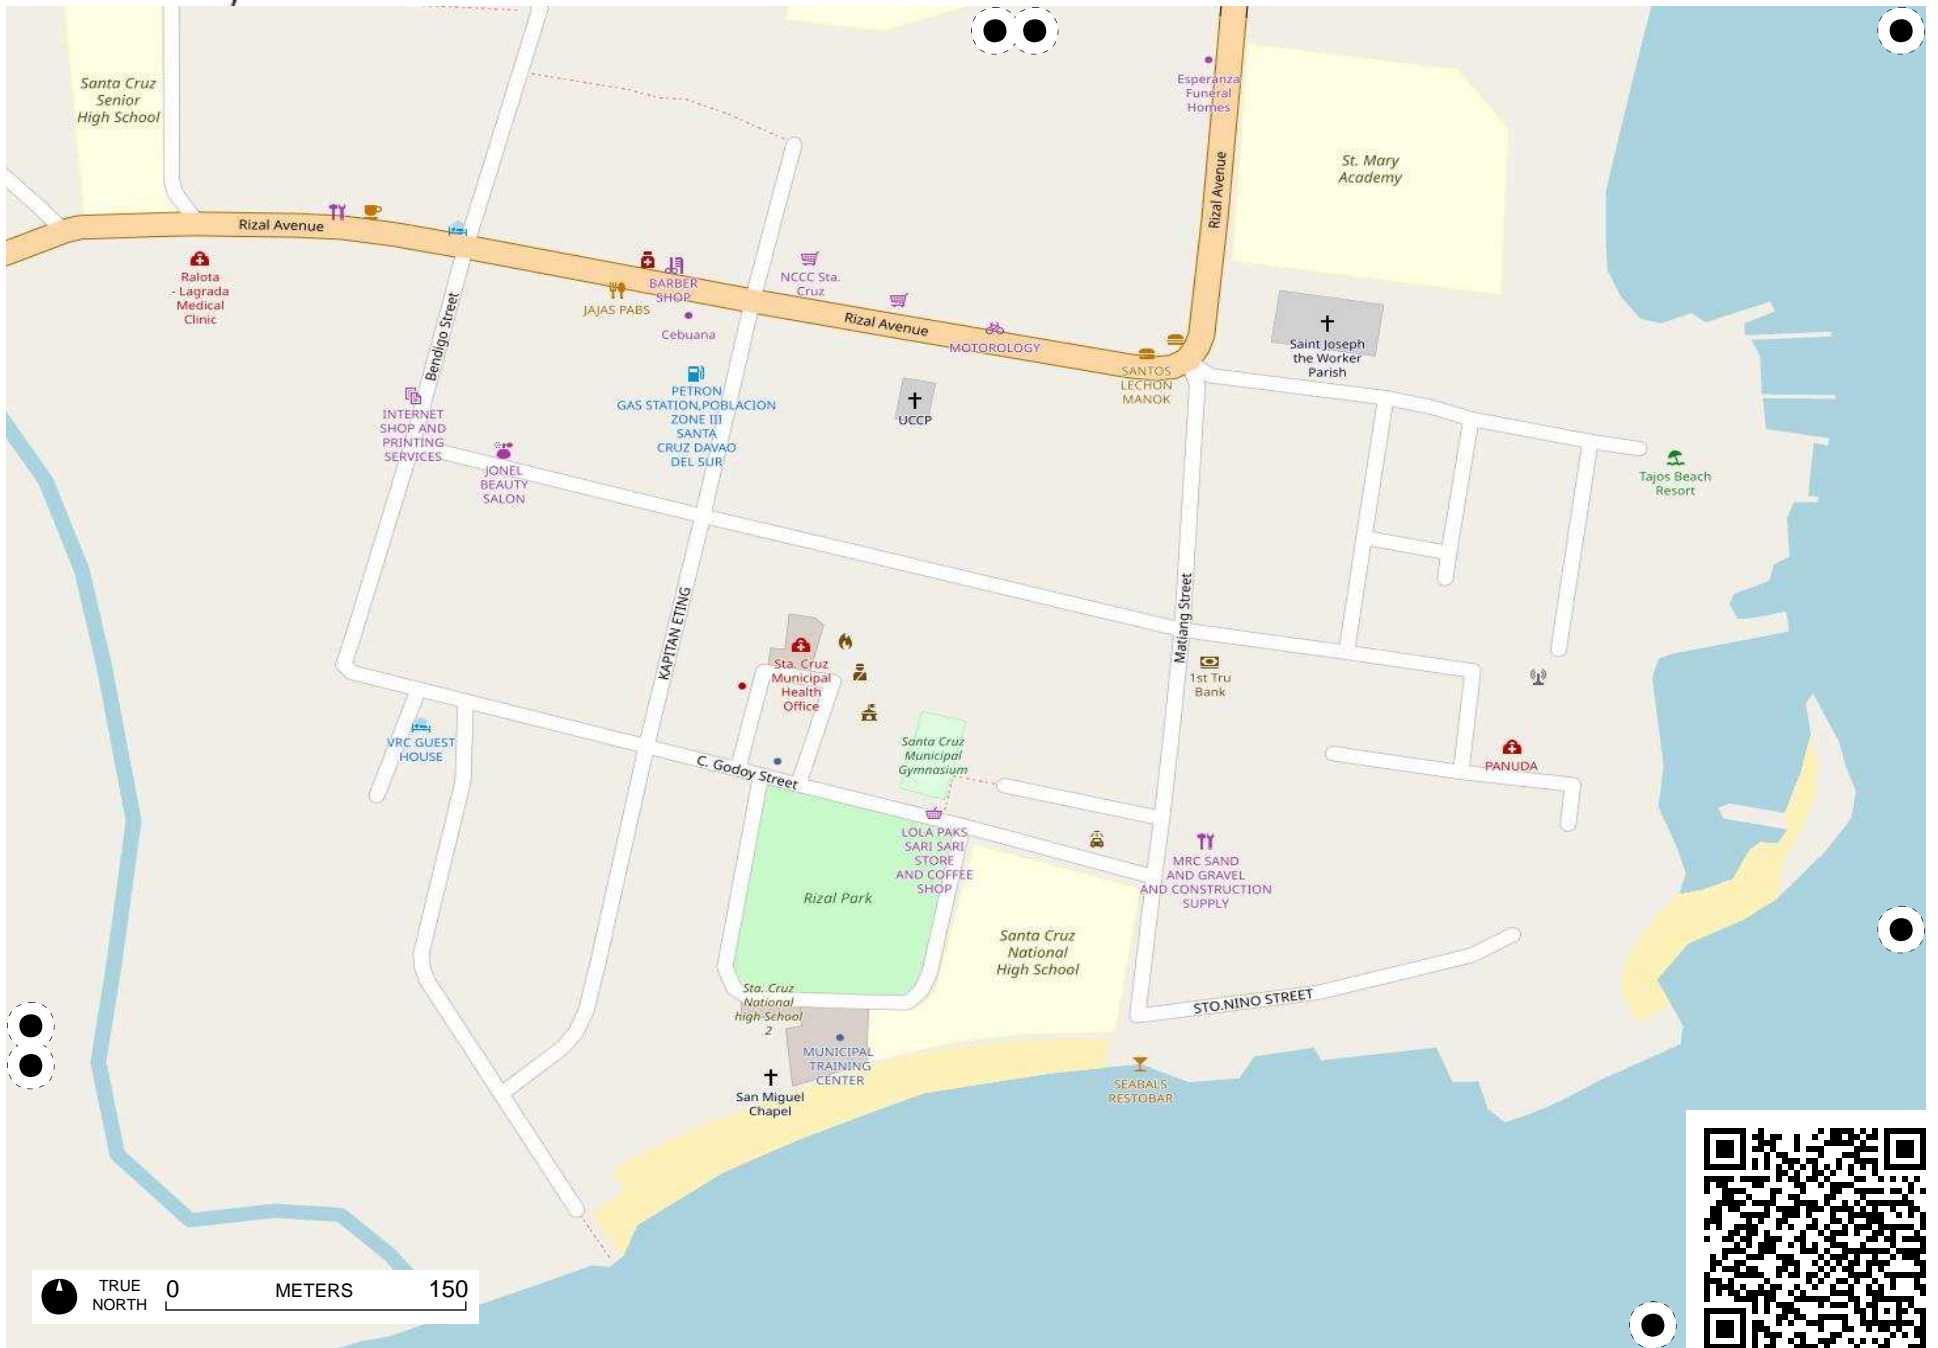 Santa Cruz
Senior
High School
Esperanza
Funeral
Homes
St. Mary
Academy
Rizal Avenue
Rizal Avenue
Ralota
- Lagrada
Medical
Clinic
Bendigo Street
JAJAS PABS
BARBER
SHOP
Cebuana
NCCC Sta.
Cruz
Rizal Avenue
MOTOROLOGY
SANTOS
LECHON
MANOK
Saint Joseph
the Worker
Parish
INTERNET
SHOP AND
PRINTING
SERVICES
JONEL
BEAUTY
SALON
PETRON
GAS STATION,POBLACION
ZONE III
SANTA
CRUZ DAVAO
DEL SUR
UCCP
Tajos Beach
Resort
KAPITAN ETING
Matiang Street
Sta. Cruz
Municipal
Health
Office
1st Tru
Bank
VRC GUEST
HOUSE
C. Godoy Street
Santa Cruz
Municipal
Gymnasium
PANUDA
LOLA PAKS
SARI SARI
STORE
AND COFFEE
SHOP
MRC SAND
AND GRAVEL
AND CONSTRUCTION
SUPPLY
Rizal Park
Santa Cruz
National
High School
Sta. Cruz
National
high School
2
STO.NINO STREET
MUNICIPAL
TRAINING
CENTER
San Miguel
Chapel
SEABALS
RESTOBAR
TRUE
NORTH
0 METERS 150